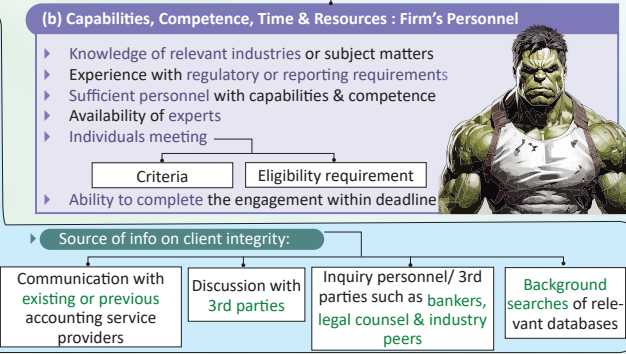 (b) Capabilities, Competence, Time & Resources : Firm's Personnel
Knowledge of relevant industries or subject matters
Experience with regulatory or reporting requirements
Sufficient personnel with capabilities & competence
Availability of experts
Individuals meeting
Criteria
Eligibility requirement
Ability to complete the engagement within deadline
Source of info on client integrity:
Communication with
existing or previous
accounting service
providers
Discussion with
3rd parties
Inquiry personnel/ 3rd
parties such as bankers,
legal counsel & industry
peers
Background
searches of rele-
vant databases